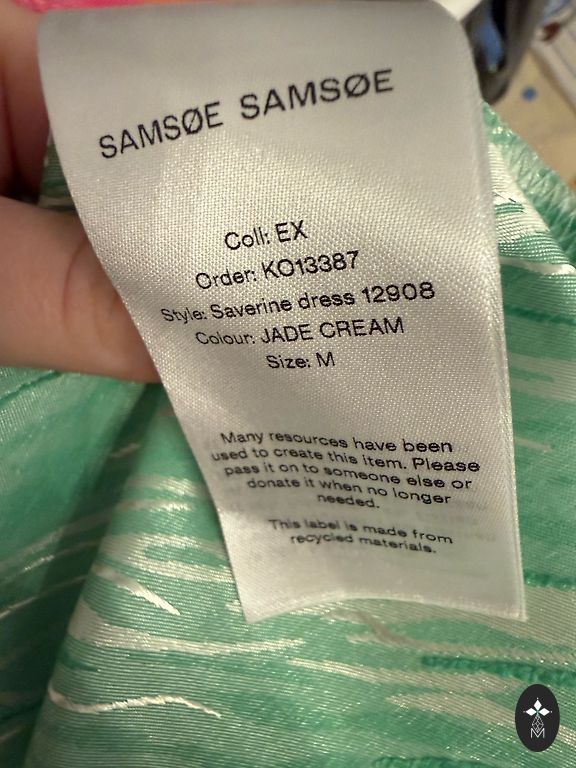 SAMSØE SAMSØE
Coll: EX
Order: KO13387
Style: Saverine dress 12908
Colour: JADE CREAM
Size: M
Many resources have been
used to create this item. Please
pass it on to someone else or
donate it when no longer
needed.
This label is made from
recycled materials.
M